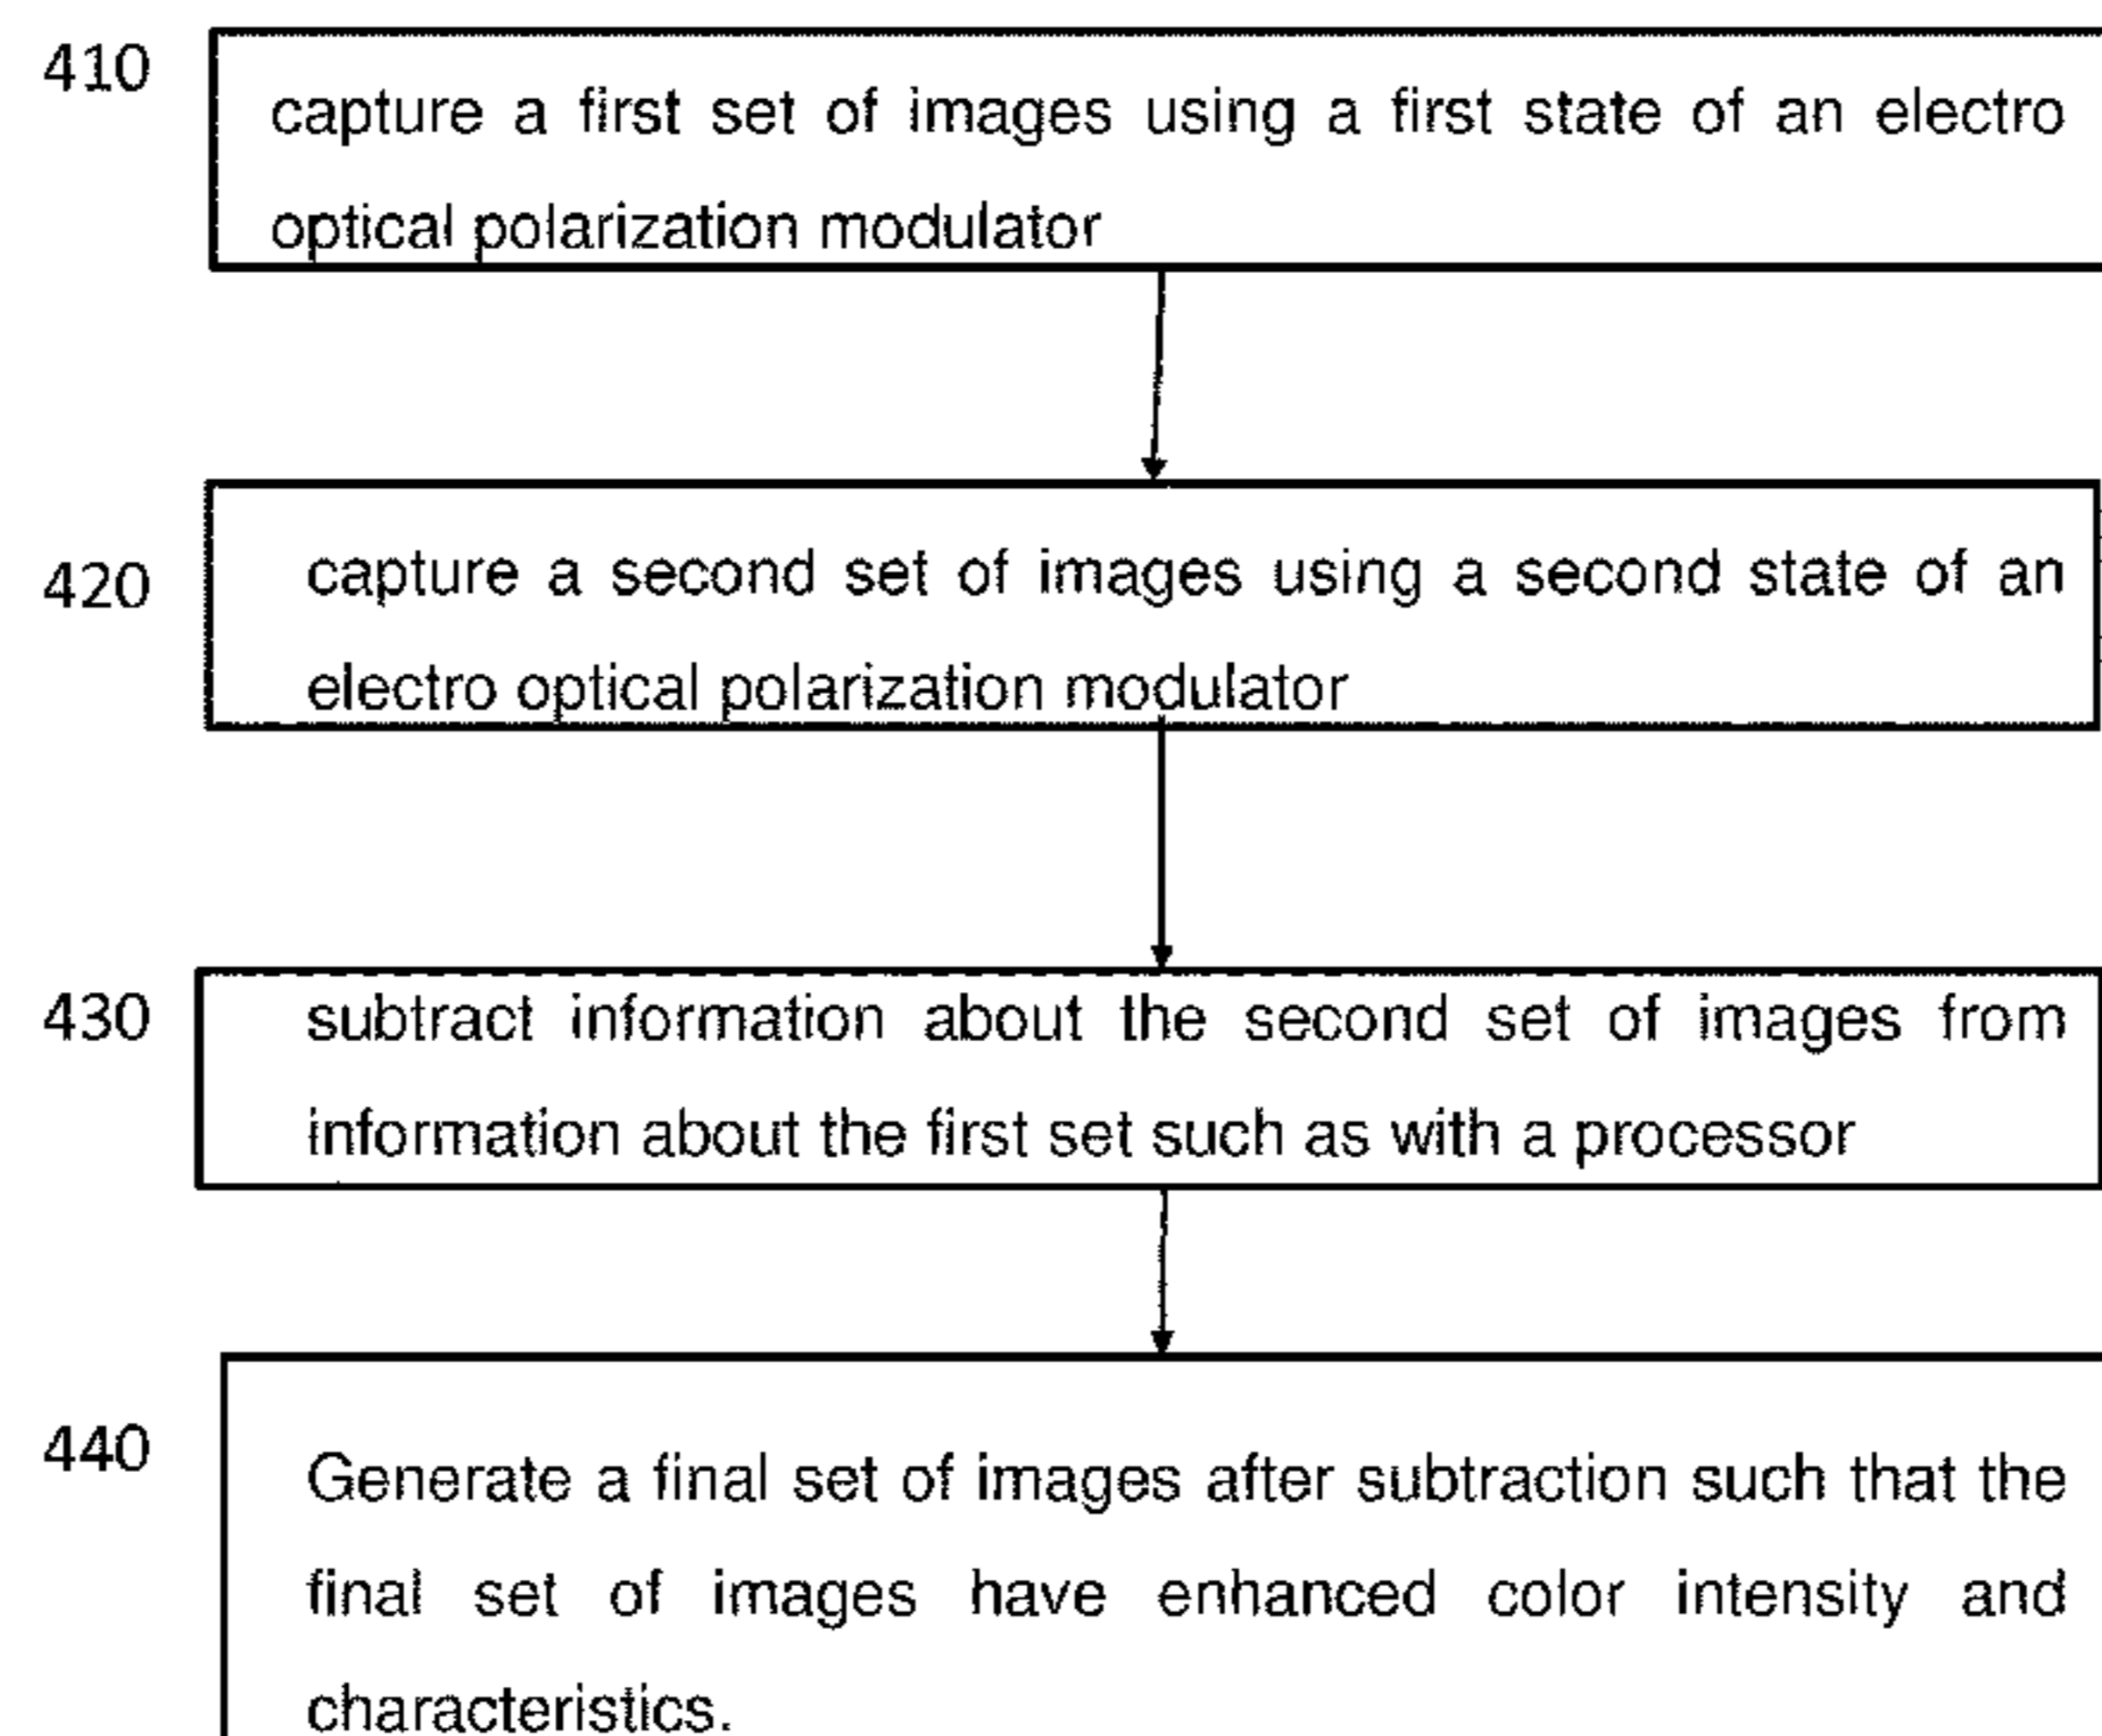 410
capture a first set of images using a first state of an electro
optical polarization modulator
420
capture a second set of images using a second state of an
electro optical polarization modulator
430
subtract information about the second set of images from
information about the first set such as with a processor
440
Generate a final set of images after subtraction such that the
final set of images have enhanced color intensity and
characteristics.